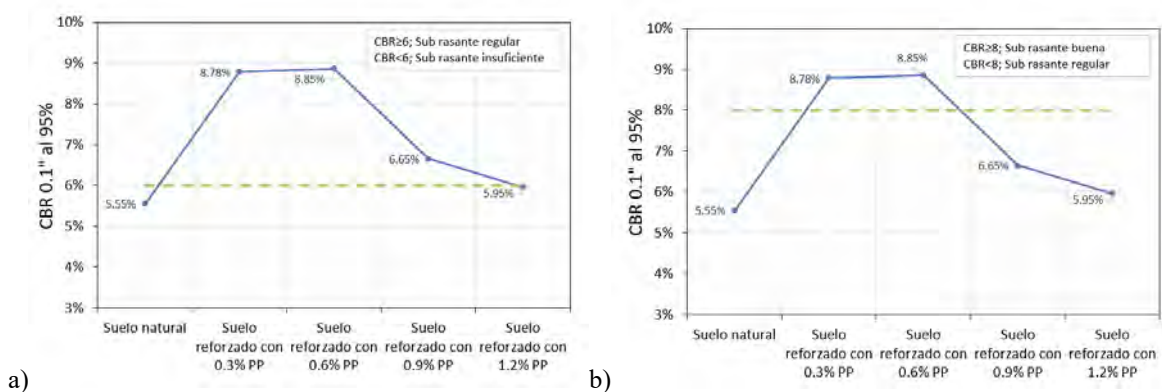 10%
9%
8%
7%
6%
5%
4%
3%
CBR 0.1" al 95%
CBR≥6; Sub rasante regular
CBR<6; Sub rasante insuficiente
5.55%
8.78%
8.85%
6.65%
5.95%
Suelo natural
Suelo reforzado con 0.3% PP
Suelo reforzado con 0.6% PP
Suelo reforzado con 0.9% PP
Suelo reforzado con 1.2% PP
a)
10%
9%
8%
7%
6%
5%
4%
3%
CBR 0.1" al 95%
CBR≥8; Sub rasante buena
CBR<8; Sub rasante regular
5.55%
8.78%
8.85%
6.65%
5.95%
Suelo natural
Suelo reforzado con 0.3% PP
Suelo reforzado con 0.6% PP
Suelo reforzado con 0.9% PP
Suelo reforzado con 1.2% PP
b)